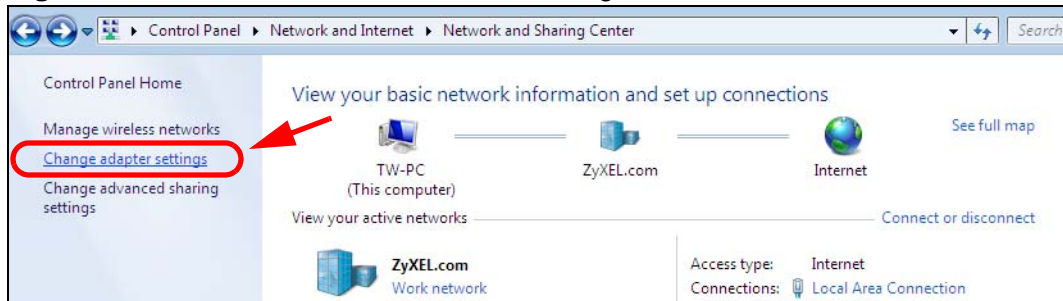 Control Panel ▸ Network and Internet ▸ Network and Sharing Center
Search
Control Panel Home
Manage wireless networks
Change adapter settings
Change advanced sharing
settings
View your basic network information and set up connections
See full map
TW-PC
(This computer)
ZyXEL.com
Internet
View your active networks
Connect or disconnect
ZyXEL.com
Work network
Access type: Internet
Connections: Local Area Connection